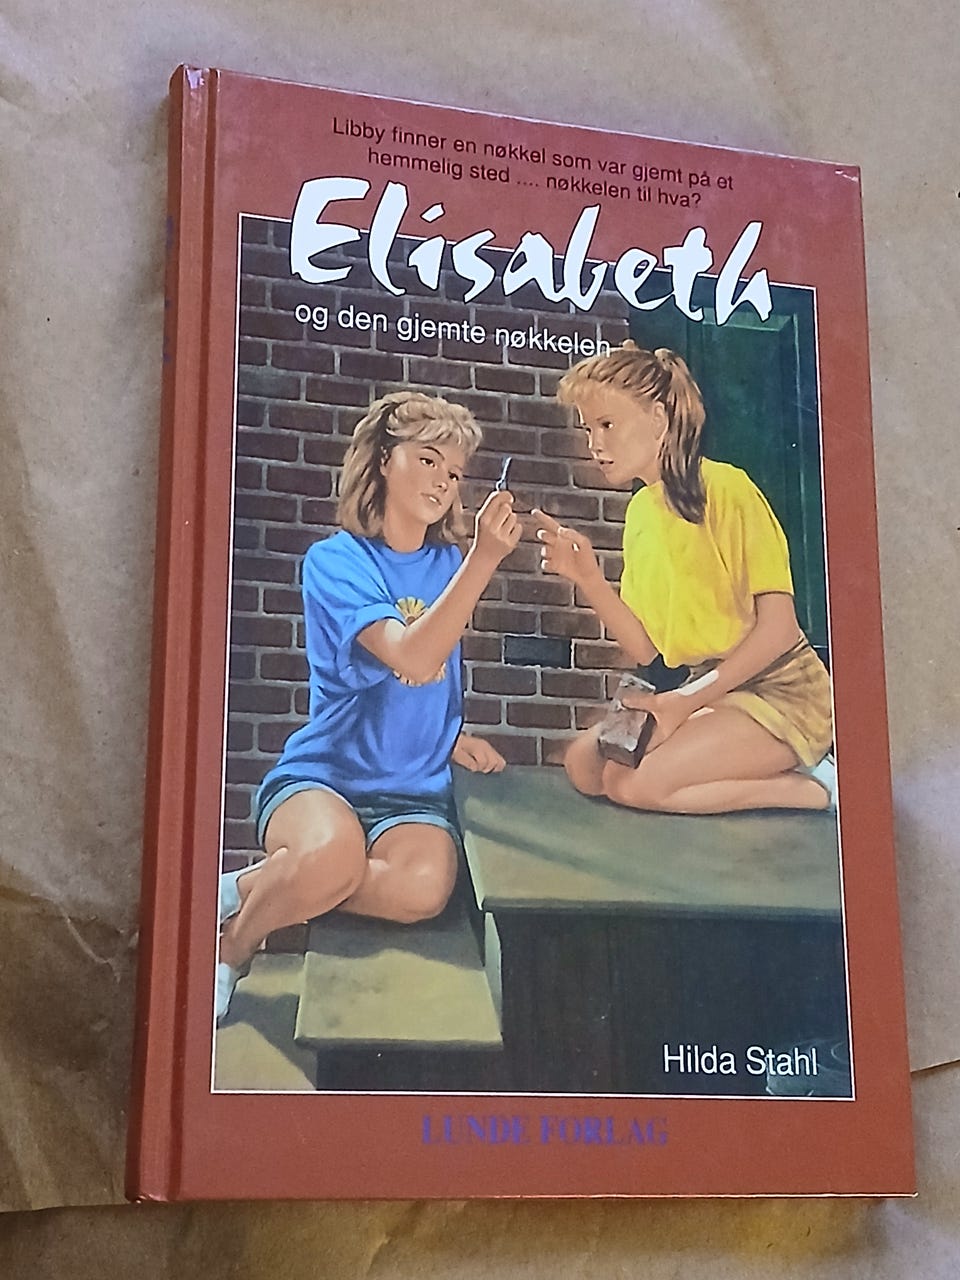 Libby finner en nøkkel som var gjemt på et
hemmelig sted .... nøkkelen til hva?
Elisabeth
og den gjemte nøkkelen
Hilda Stahl
LUNDE FORLAG